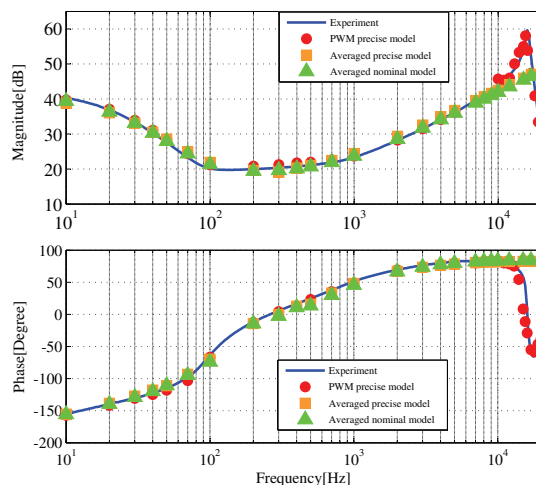 60
50
40
30
20
10
Magnitude[dB]
Experiment
PWM precise model
Averaged precise model
Averaged nominal model
10^1
10^2
10^3
10^4
100
50
0
-50
-100
-150
-200
Phase[Degree]
Experiment
PWM precise model
Averaged precise model
Averaged nominal model
10^1
10^2
10^3
10^4
Frequency[Hz]